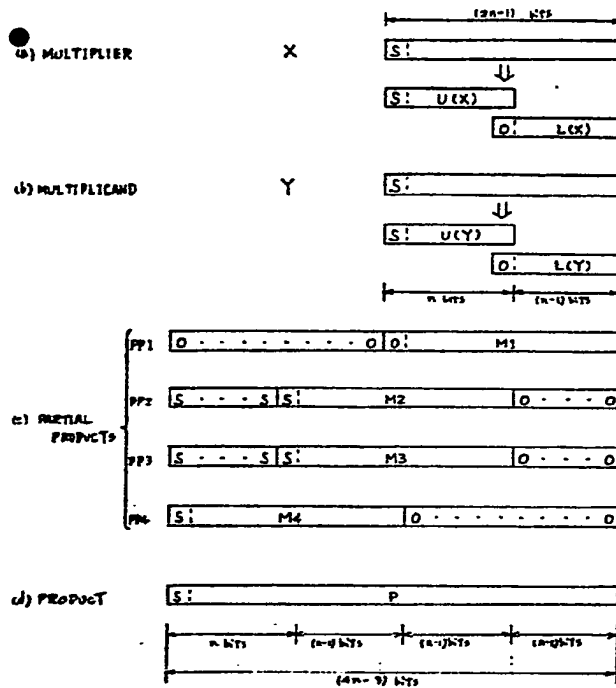 (2n-1) bits
(a) MULTIPLIER X S
S U(X)
0 L(X)
(b) MULTIPLICAND Y S
S U(Y)
0 L(Y)
n bits (n-1) bits
PP1 0 - - - - - - - 0 0 M1
PP2 S - - - S S M2 0 - - 0
(c) PARTIAL PRODUCTS
PP3 S - - - S S M3 0 - - 0
PP4 S M4 0 - - - - - - 0
(d) PRODUCT S P
n bits (n-1) bits (n-1) bits (n-1) bits
(4n-3) bits